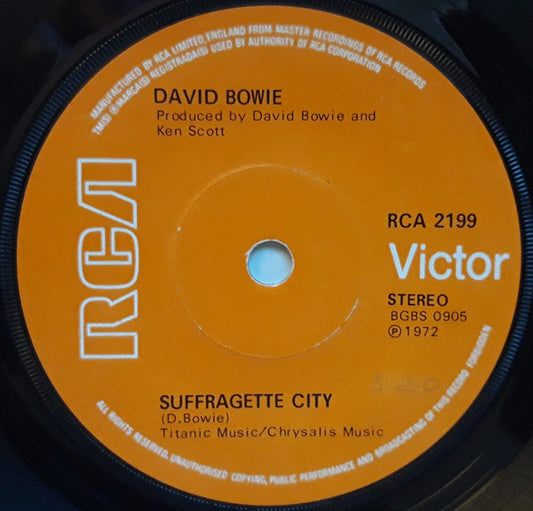 MANUFACTURED BY RCA LIMITED, ENGLAND FROM MASTER RECORDINGS OF RCA RECORDS
TM(S) ® MARCA(S) REGISTRADA(S) USED BY AUTHORITY OF RCA CORPORATION
DAVID BOWIE
Produced by David Bowie and
Ken Scott
RCA
RCA 2199
Victor
STEREO
BGBS 0905
Ⓟ 1972
SUFFRAGETTE CITY
(D.Bowie)
Titanic Music/Chrysalis Music
ALL RIGHTS RESERVED. UNAUTHORISED COPYING, PUBLIC PERFORMANCE AND BROADCASTING OF THIS RECORD FORBIDDEN